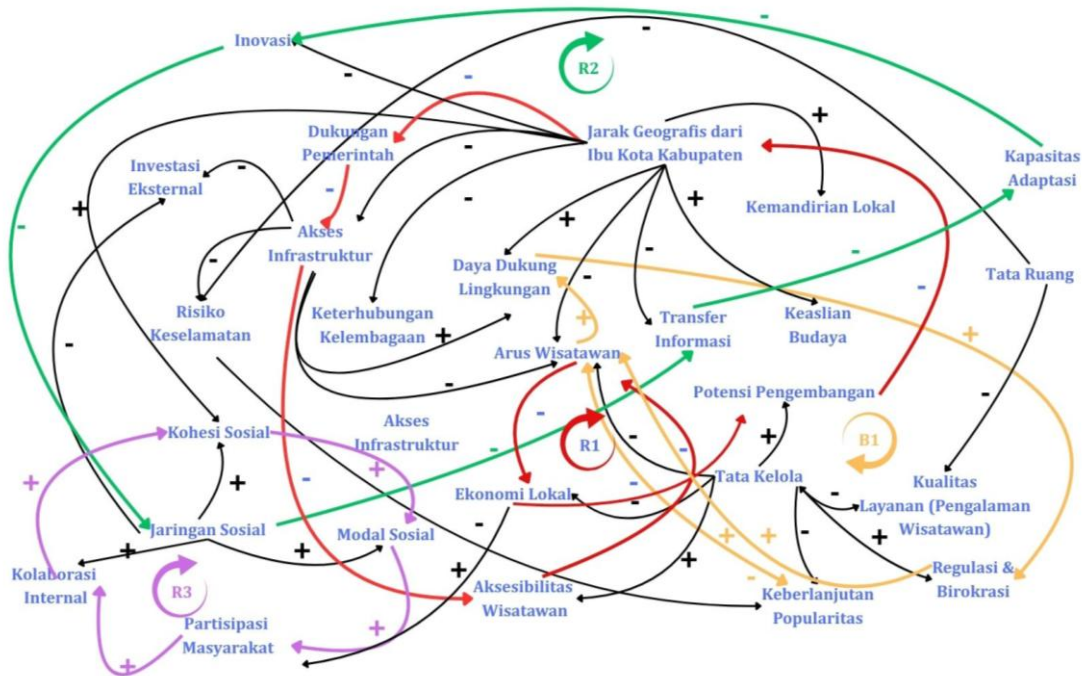 Inovasi
R2
Dukungan
Pemerintah
Jarak Geografis dari
Ibu Kota Kabupaten
Kapasitas
Adaptasi
Investasi
Eksternal
Kemandirian Lokal
Akses
Infrastruktur
Daya Dukung
Lingkungan
Tata Ruang
Risiko
Keselamatan
Keterhubungan
Kelembagaan
Transfer
Informasi
Keaslian
Budaya
Arus Wisatawan
Potensi Pengembangan
Akses
Infrastruktur
Kohesi Sosial
R1
B1
Tata Kelola
Kualitas
Layanan (Pengalaman
Wisatawan)
Ekonomi Lokal
Jaringan Sosial
Modal Sosial
Kolaborasi
Internal
R3
Aksesibilitas
Wisatawan
Keberlanjutan
Popularitas
Regulasi &
Birokrasi
Partisipasi
Masyarakat